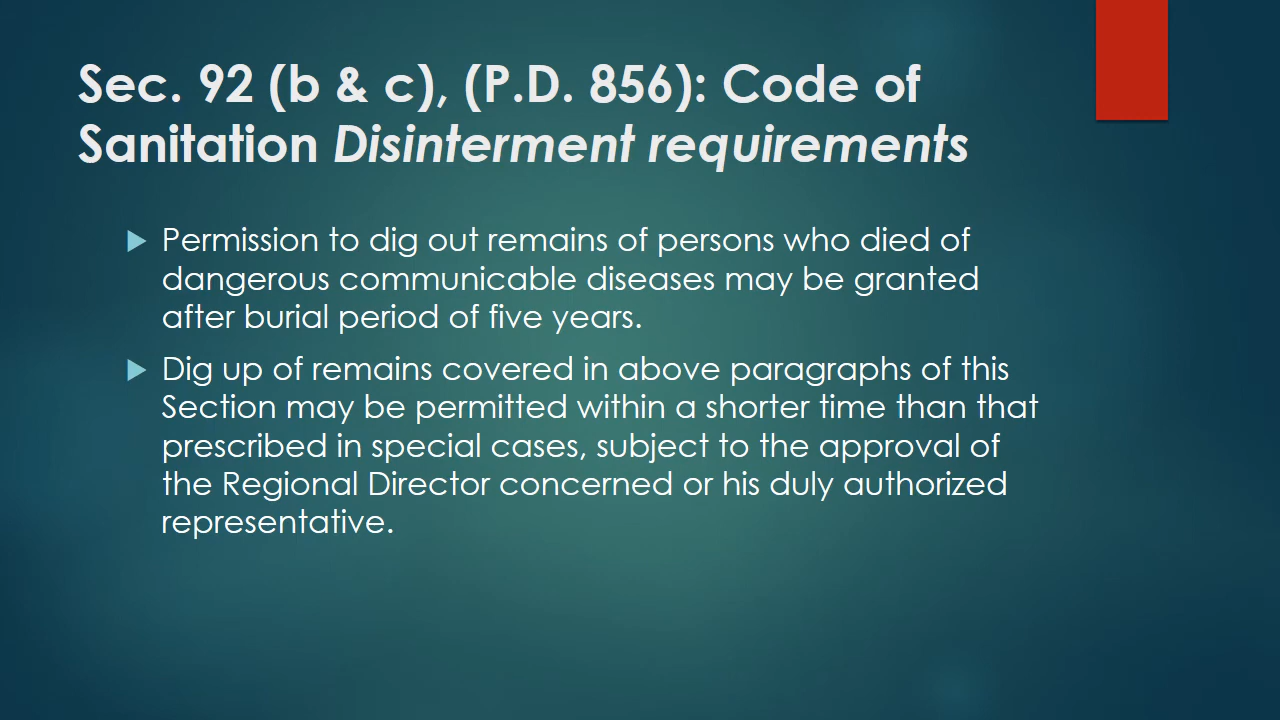 Sec. 92 (b & c), (P.D. 856): Code of
Sanitation Disinterment requirements
Permission to dig out remains of persons who died of
dangerous communicable diseases may be granted
after burial period of five years.
Dig up of remains covered in above paragraphs of this
Section may be permitted within a shorter time than that
prescribed in special cases, subject to the approval of
the Regional Director concerned or his duly authorized
representative.